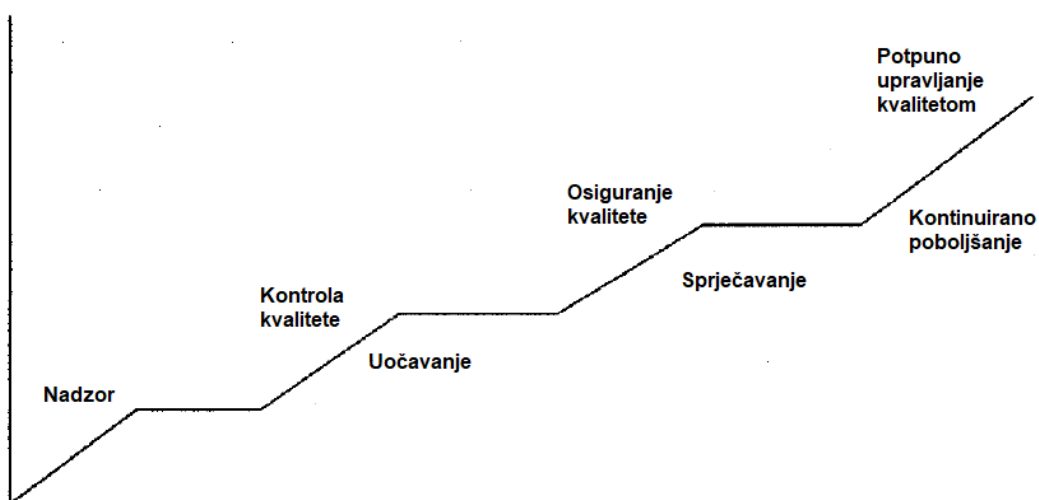 Potpuno
upravljanje
kvalitetom
Osiguranje
kvalitete
Kontinuirano
poboljšanje
Sprječavanje
Kontrola
kvalitete
Uočavanje
Nadzor